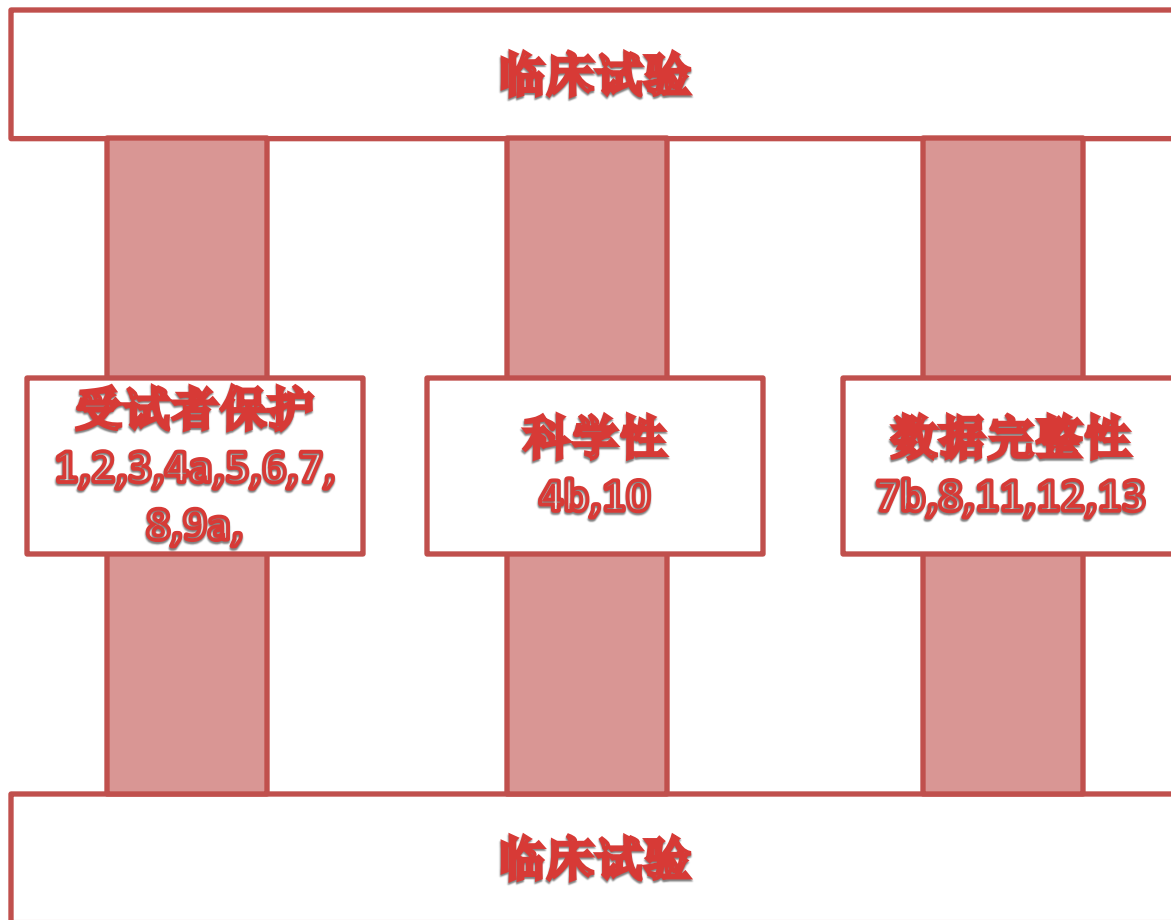 临床试验
受试者保护
1,2,3,4a,5,6,7,
8,9a,
科学性
4b,10
数据完整性
7b,8,11,12,13
临床试验